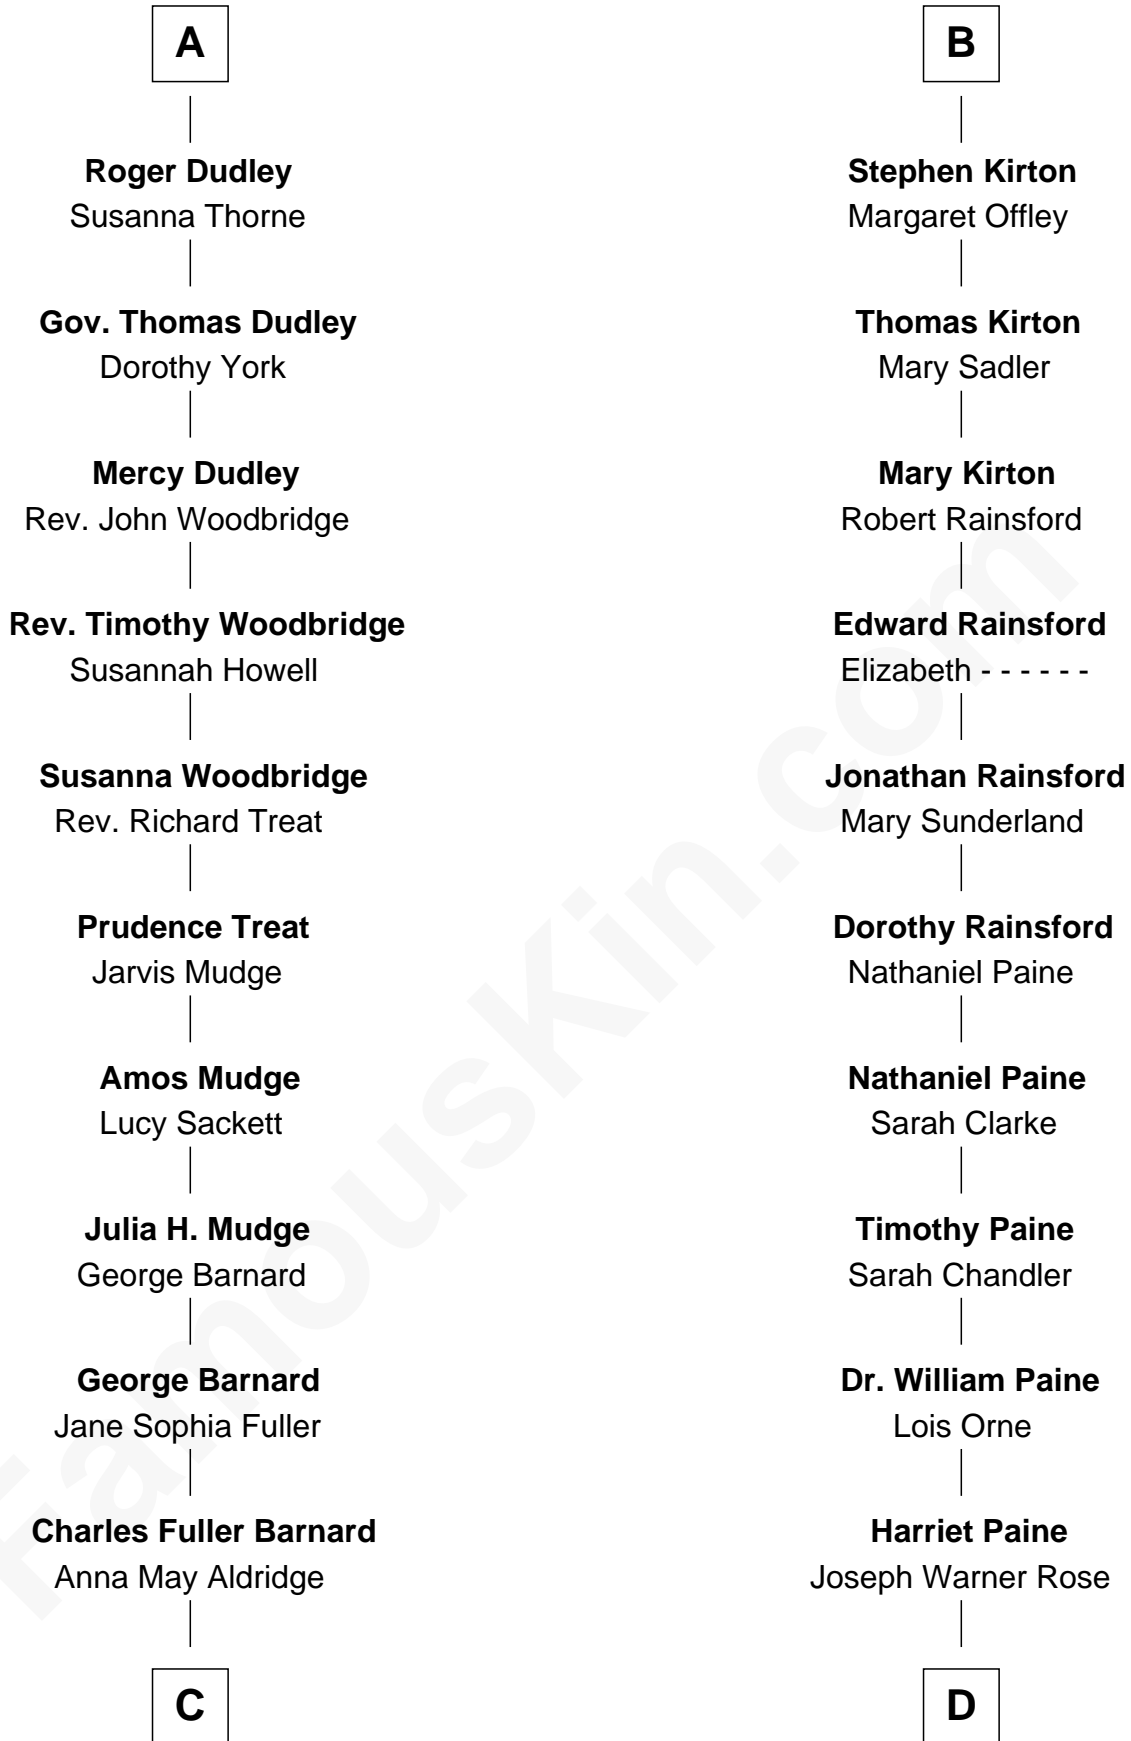 A
Roger Dudley
Susanna Thorne
Gov. Thomas Dudley
Dorothy York
Mercy Dudley
Rev. John Woodbridge
Rev. Timothy Woodbridge
Susannah Howell
Susanna Woodbridge
Rev. Richard Treat
Prudence Treat
Jarvis Mudge
Amos Mudge
Lucy Sackett
Julia H. Mudge
George Barnard
George Barnard
Jane Sophia Fuller
Charles Fuller Barnard
Anna May Aldridge
C
B
Stephen Kirton
Margaret Offley
Thomas Kirton
Mary Sadler
Mary Kirton
Robert Rainsford
Edward Rainsford
Elizabeth - - - - - -
Jonathan Rainsford
Mary Sunderland
Dorothy Rainsford
Nathaniel Paine
Nathaniel Paine
Sarah Clarke
Timothy Paine
Sarah Chandler
Dr. William Paine
Lois Orne
Harriet Paine
Joseph Warner Rose
D
FamousKin.com